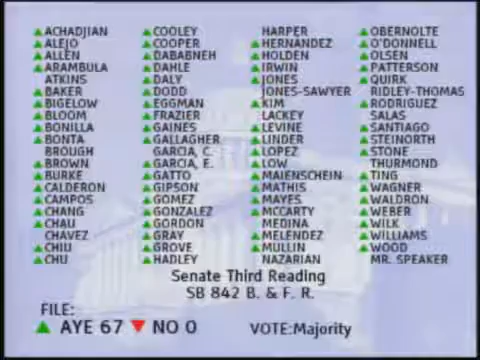 ACHADJIAN COOLEY HARPER OBERNOLTE
ALEJO COOPER HERNÁNDEZ O'DONNELL
ALLEN DABABNEH HOLDEN OLSEN
ARAMBULA DAHLE IRWIN PATTERSON
ATKINS DALY JONES QUIRK
BAKER DODD JONES-SAWYER RIDLEY-THOMAS
BIGELOW EGGMAN KIM RODRIGUEZ
BLOOM FRAZIER LACKEY SALAS
BONILLA GAINES LEVINE SANTIAGO
BONTA GALLAGHER LINDER STEINORTH
BROUGH GARCIA, C. LOPEZ STONE
BROWN GARCIA, E. LOW THURMOND
BURKE GATTO MAIENSCHEIN TING
CALDERON GIPSON MATHIS WAGNER
CAMPOS GOMEZ MAYES WALDRON
CHANG GONZALEZ MCCARTY WEBER
CHAU GORDON MEDINA WILK
CHAVEZ GRAY MELENDEZ WILLIAMS
CHIU GROVE MULLIN WOOD
CHU HADLEY NAZARIAN MR. SPEAKER
Senate Third Reading
SB 842 B. & F. R.
FILE:
AYE 67 NO 0 VOTE:Majority